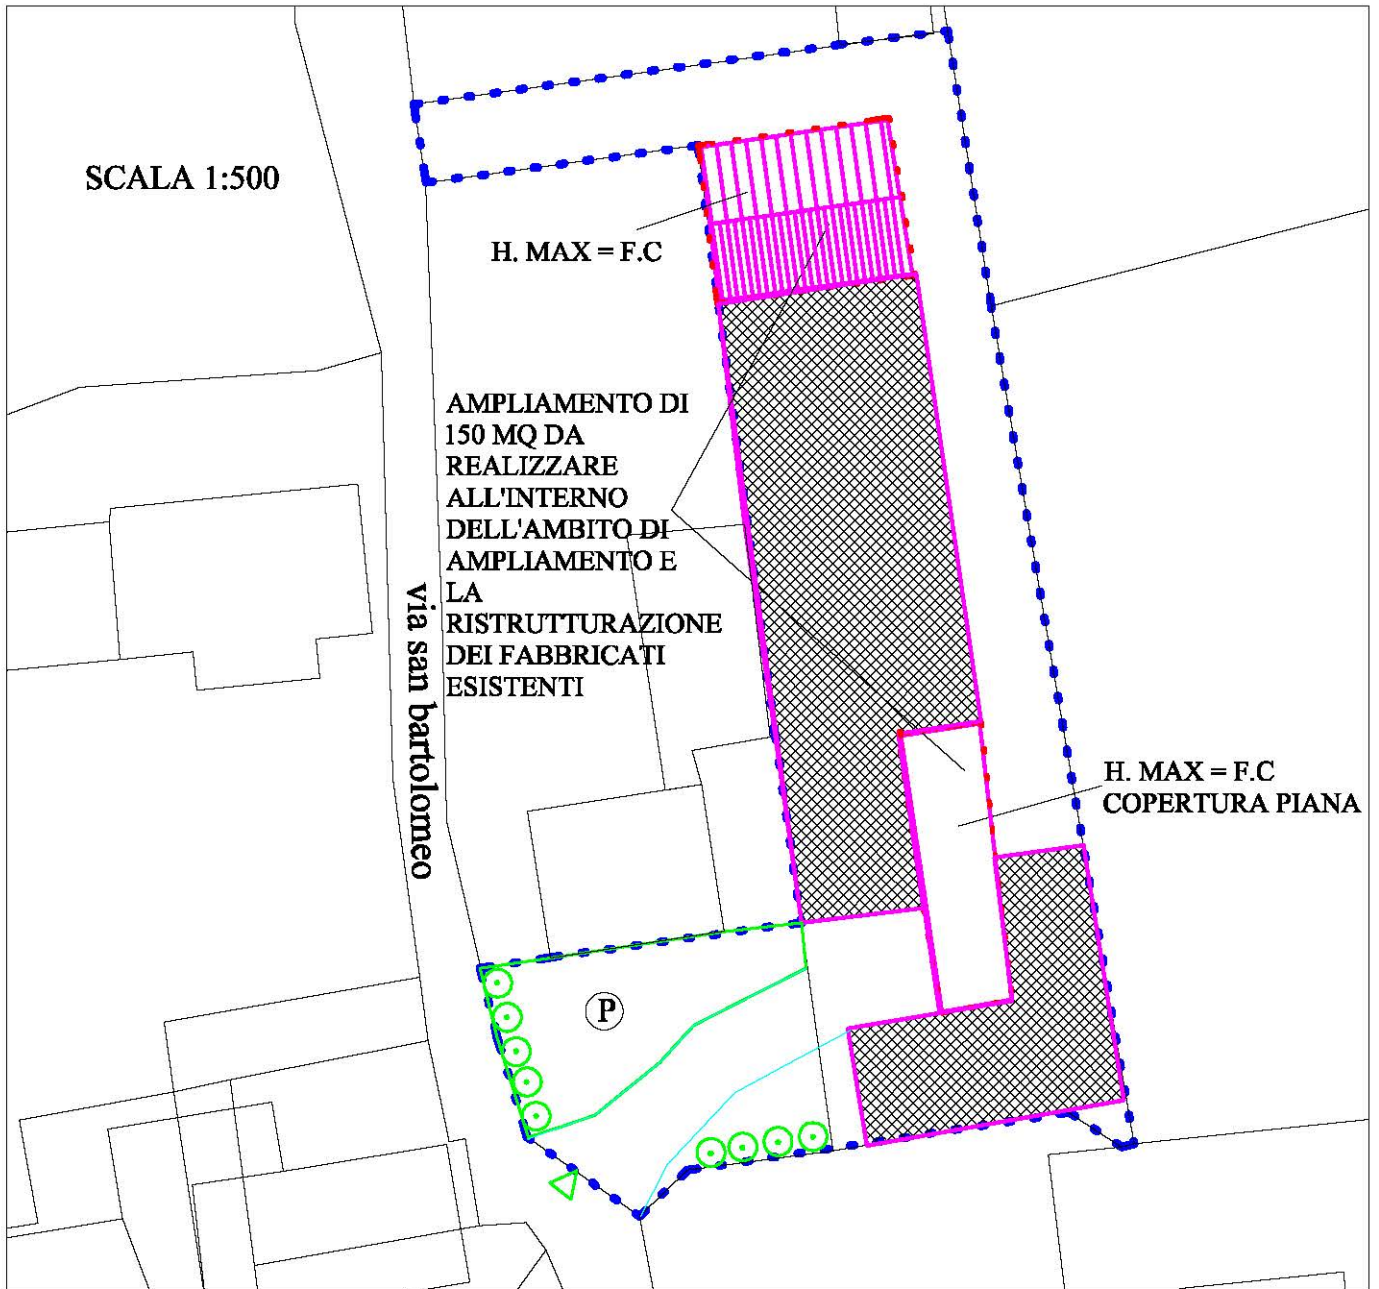 SCALA 1:500
H. MAX = F.C
AMPLIAMENTO DI
150 MQ DA
REALIZZARE
ALL'INTERNO
DELL'AMBITO DI
AMPLIAMENTO E
LA
RISTRUTTURAZIONE
DEI FABBRICATI
ESISTENTI
via san bartolomeo
H. MAX = F.C
COPERTURA PIANA
P